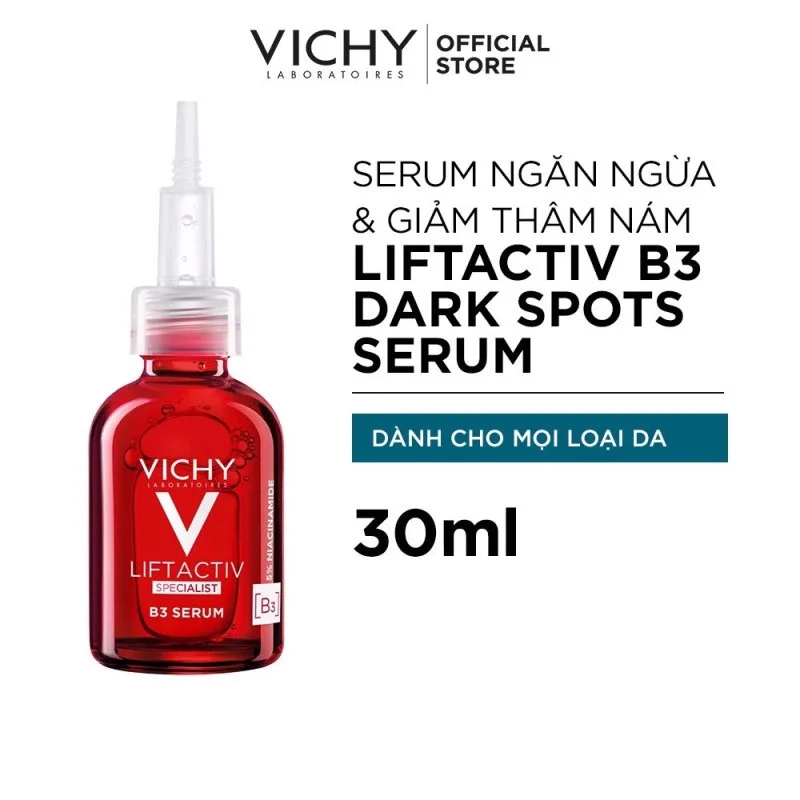 VICHY
LABORATOIRES
OFFICIAL
STORE
SERUM NGĂN NGỪA
& GIẢM THÂM NÁM
LIFTACTIV B3
DARK SPOTS
SERUM
DÀNH CHO MỌI LOẠI DA
30ml
VICHY
LABORATOIRES
V
LIFTACTIV
SPECIALIST
B3 SERUM
5% NIACINAMIDE
[B3]